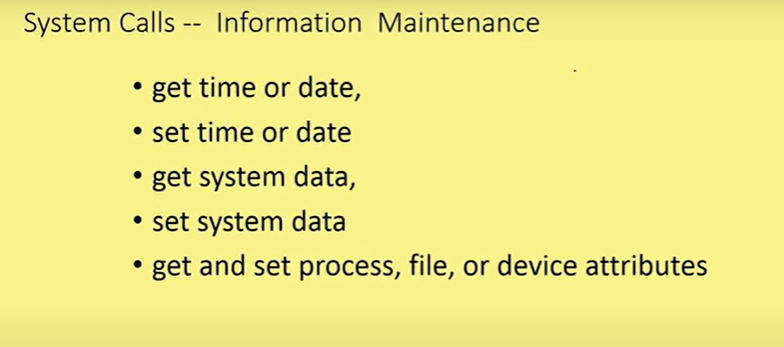 System Calls -- Information Maintenance
• get time or date,
• set time or date
• get system data,
• set system data
• get and set process, file, or device attributes